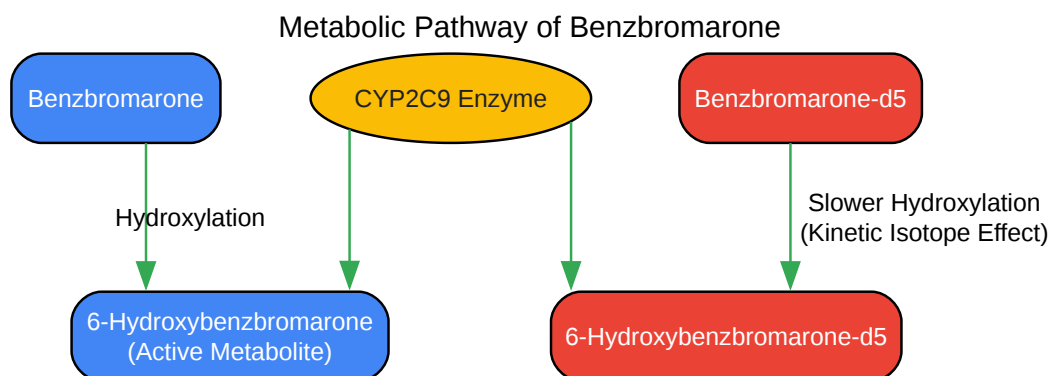 Metabolic Pathway of Benzbromarone
Benzbromarone
CYP2C9 Enzyme
Benzbromarone-d5
Hydroxylation
Slower Hydroxylation
(Kinetic Isotope Effect)
6-Hydroxybenzbromarone
(Active Metabolite)
6-Hydroxybenzbromarone-d5